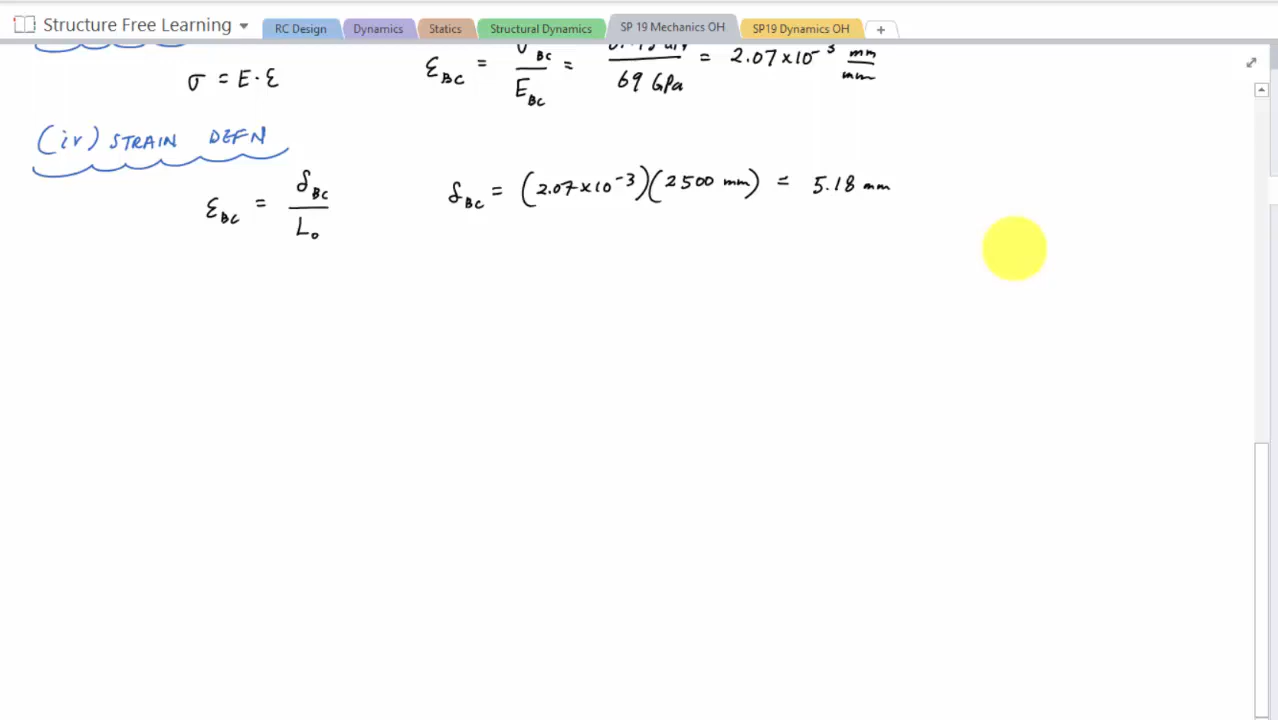 Structure Free Learning
RC Design
Dynamics
Statics
Structural Dynamics
SP 19 Mechanics OH
SP19 Dynamics OH
+
σ = E · ε
ε_BC = σ_BC / E_BC = / 69 GPa = 2.07 × 10⁻³ mm/mm
(iv) STRAIN DEFN
ε_BC = δ_BC / L₀
δ_BC = (2.07×10⁻³)(2500 mm) = 5.18 mm